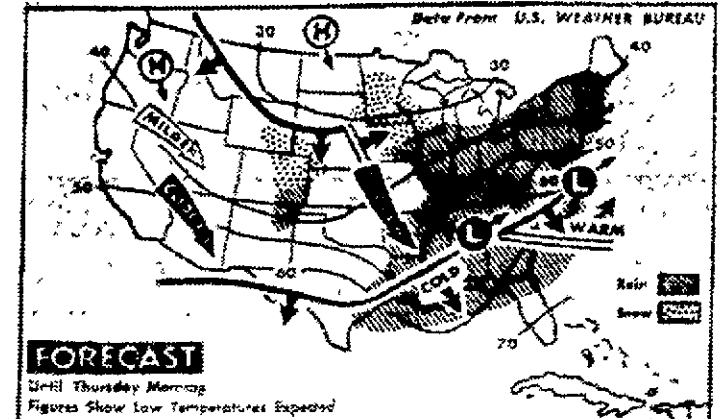 Data From U.S. WEATHER BUREAU
30
H
40
40
H
30
MILDER
50
50
60
L
L
WARM
60
COLD
Rain
Snow
70
FORECAST
Until Thursday Morning
Figures Show Low Temperatures Expected